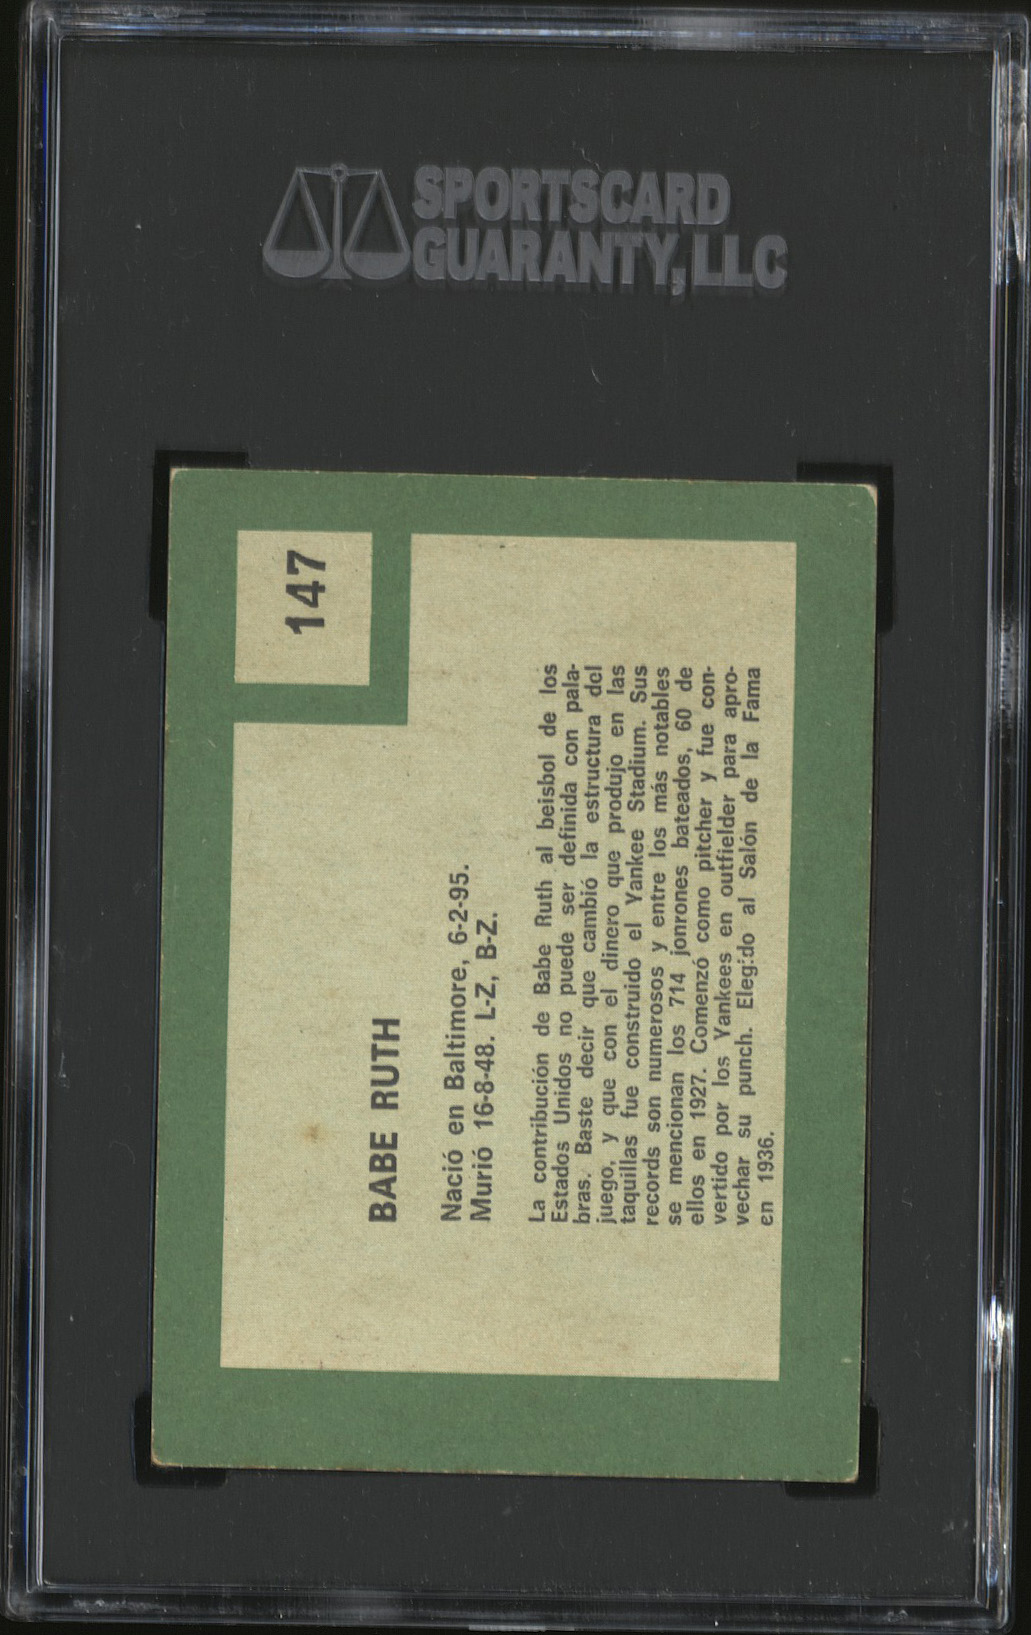 SPORTSCARD
GUARANTY, LLC
147
BABE RUTH
Nació en Baltimore, 6-2-95.
Murió 16-8-48. L-Z, B-Z.
La contribución de Babe Ruth al beisbol de los
Estados Unidos no puede ser definida con pala-
bras. Baste decir que cambió la estructura del
juego, y que con el dinero que produjo en las
taquillas fue construido el Yankee Stadium. Sus
records son numerosos y entre los más notables
se mencionan los 714 jonrones bateados, 60 de
ellos en 1927. Comenzó como pitcher y fue con-
vertido por los Yankees en outfielder para apro-
vechar su punch. Elegido al Salón de la Fama
en 1936.